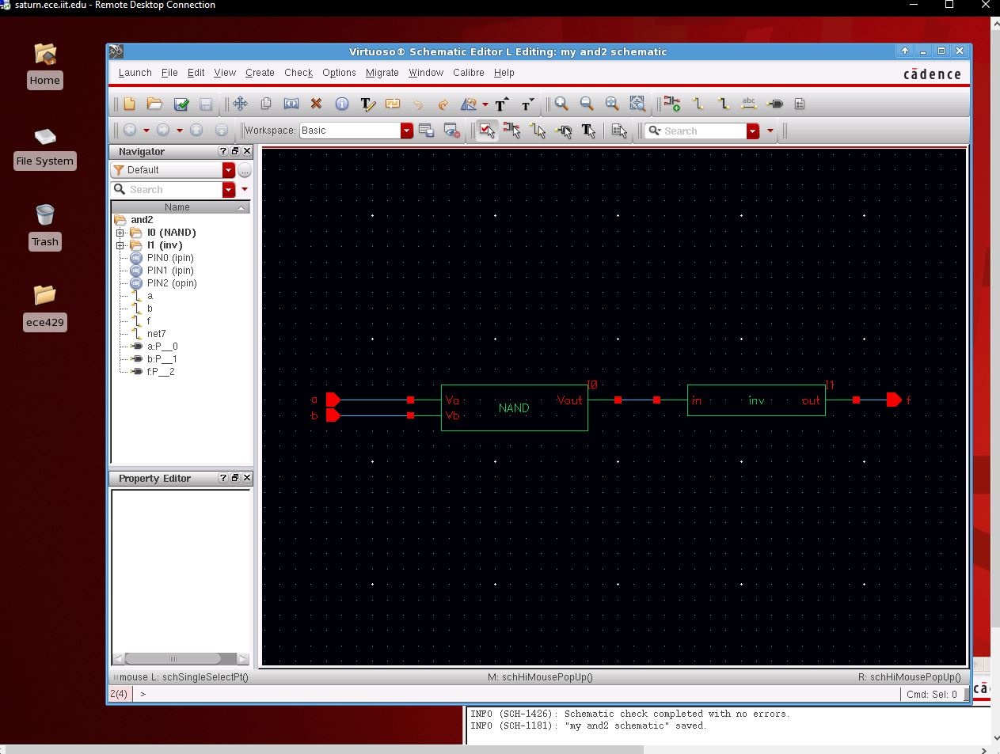 saturn.ece.iit.edu - Remote Desktop Connection
Home
File System
Trash
ece429
Virtuoso® Schematic Editor L Editing: my and2 schematic
Launch File Edit View Create Check Options Migrate Window Calibre Help
cādence
abc
Workspace: Basic
Search
Navigator
Default
Search
Name
and2
I0 (NAND)
I1 (inv)
PIN0 (ipin)
PIN1 (ipin)
PIN2 (opin)
a
b
f
net7
a:P__0
b:P__1
f:P__2
Property Editor
a
b
Va
Vb
NAND
Vout
I0
in
inv
out
I1
f
mouse L: schSingleSelectPt() M: schHiMousePopUp() R: schHiMousePopUp()
2(4) > Cmd: Sel: 0
cā
INFO (SCH-1426): Schematic check completed with no errors.
INFO (SCH-1181): "my and2 schematic" saved.